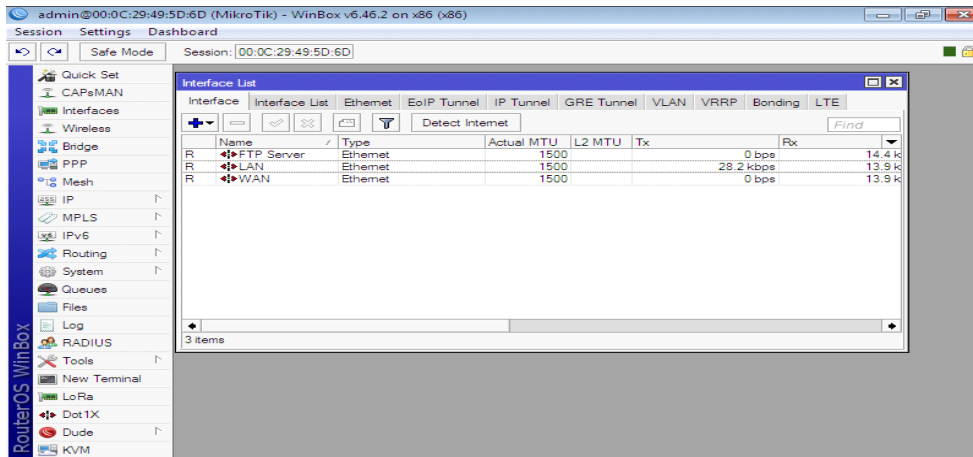 admin@00:0C:29:49:5D:6D (MikroTik) - WinBox v6.46.2 on x86 (x86)
Session Settings Dashboard
Safe Mode Session: 00:0C:29:49:5D:6D
Quick Set
CAPsMAN
Interfaces
Wireless
Bridge
PPP
Mesh
IP
MPLS
IPv6
Routing
System
Queues
Files
Log
RADIUS
Tools
New Terminal
LoRa
Dot1X
Dude
KVM
RouterOS WinBox
Interface List
Interface Interface List Ethernet EoIP Tunnel IP Tunnel GRE Tunnel VLAN VRRP Bonding LTE
Detect Internet Find
Name Type Actual MTU L2 MTU Tx Rx
R FTP Server Ethernet 1500 0 bps 14.4 k
R LAN Ethernet 1500 28.2 kbps 13.9 k
R WAN Ethernet 1500 0 bps 13.9 k
3 items